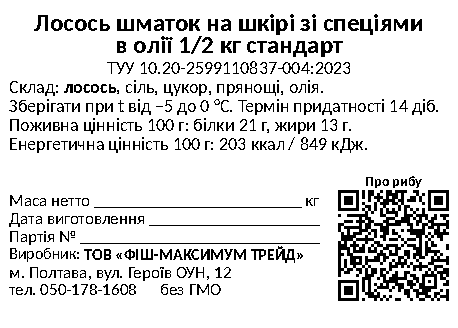 Лосось шматок на шкірі зі спеціями
в олії 1/2 кг стандарт
ТУУ 10.20-2599110837-004:2023
Склад: лосось, сіль, цукор, прянощі, олія.
Зберігати при t від −5 до 0 °С. Термін придатності 14 діб.
Поживна цінність 100 г: білки 21 г, жири 13 г.
Енергетична цінність 100 г: 203 ккал / 849 кДж.
Про рибу
Маса нетто ________________________ кг
Дата виготовлення ____________________
Партія № ____________________________
Виробник: ТОВ «ФІШ-МАКСИМУМ ТРЕЙД»
м. Полтава, вул. Героїв ОУН, 12
тел. 050-178-1608 без ГМО